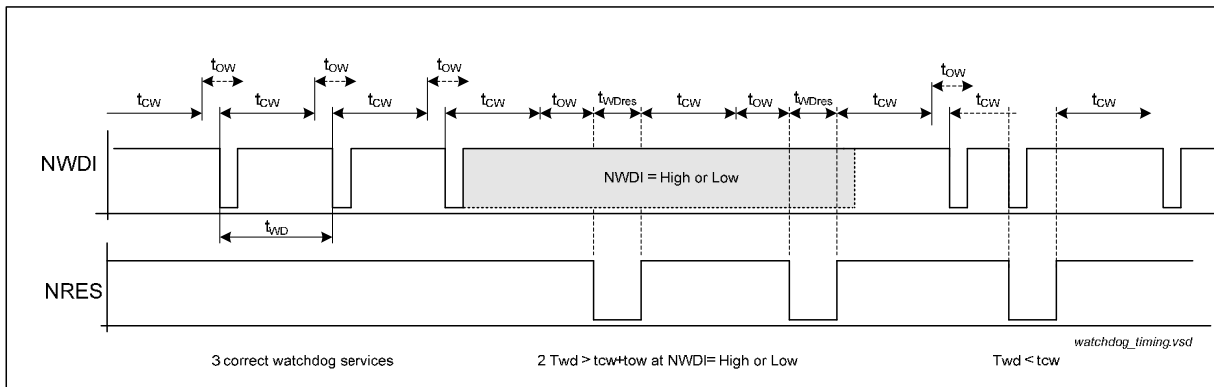 tOW tOW tOW tOW
tCW tCW tCW tCW tOW tWDres tCW tOW tWDres tCW tCW tCW
NWDI
NWDI = High or Low
tWD
NRES
watchdog_timing.vsd
3 correct watchdog services 2 Twd > tcw+tow at NWDI= High or Low Twd < tcw